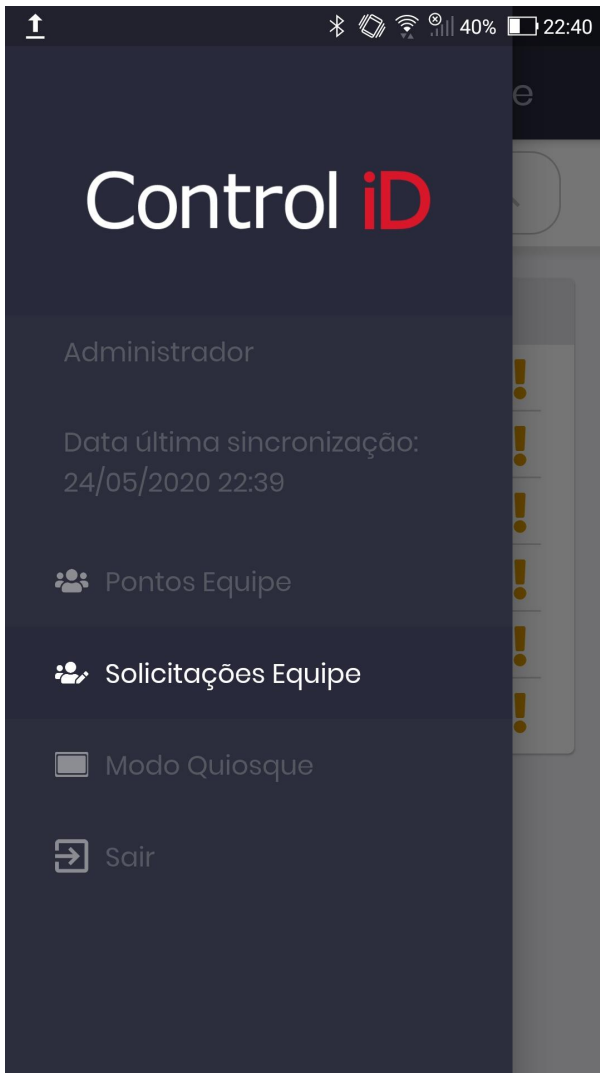 40% 22:40
e
Control iD
Administrador
Data última sincronização:
24/05/2020 22:39
Pontos Equipe
Solicitações Equipe
Modo Quiosque
Sair